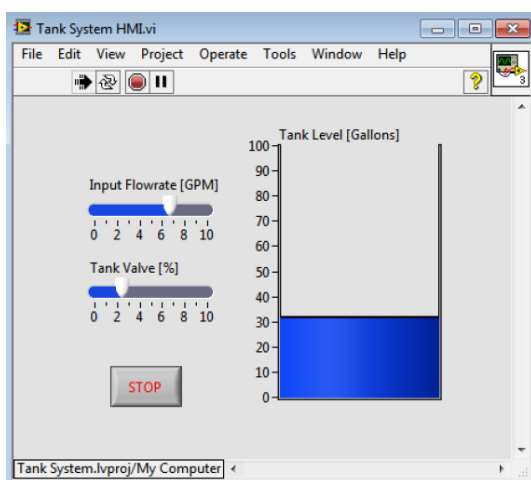 Tank System HMI.vi
File Edit View Project Operate Tools Window Help
? 3
Tank Level [Gallons]
100
90
80
70
60
50
40
30
20
10
0
Input Flowrate [GPM]
0 2 4 6 8 10
Tank Valve [%]
0 2 4 6 8 10
STOP
Tank System.lvproj/My Computer